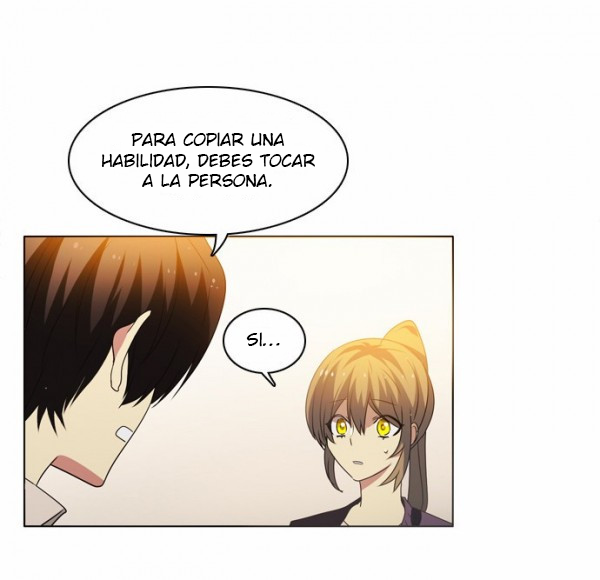 PARA COPIAR UNA
HABILIDAD, DEBES TOCAR
A LA PERSONA.
SI...